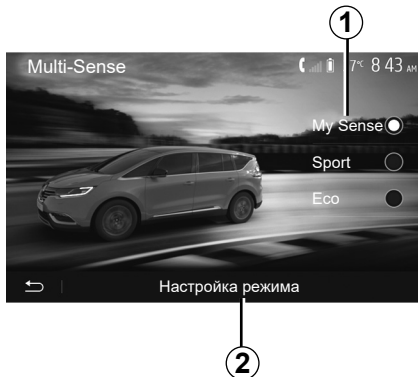 1
Multi-Sense 7°C 8 43 AM
My Sense
Sport
Eco
Настройка режима
2